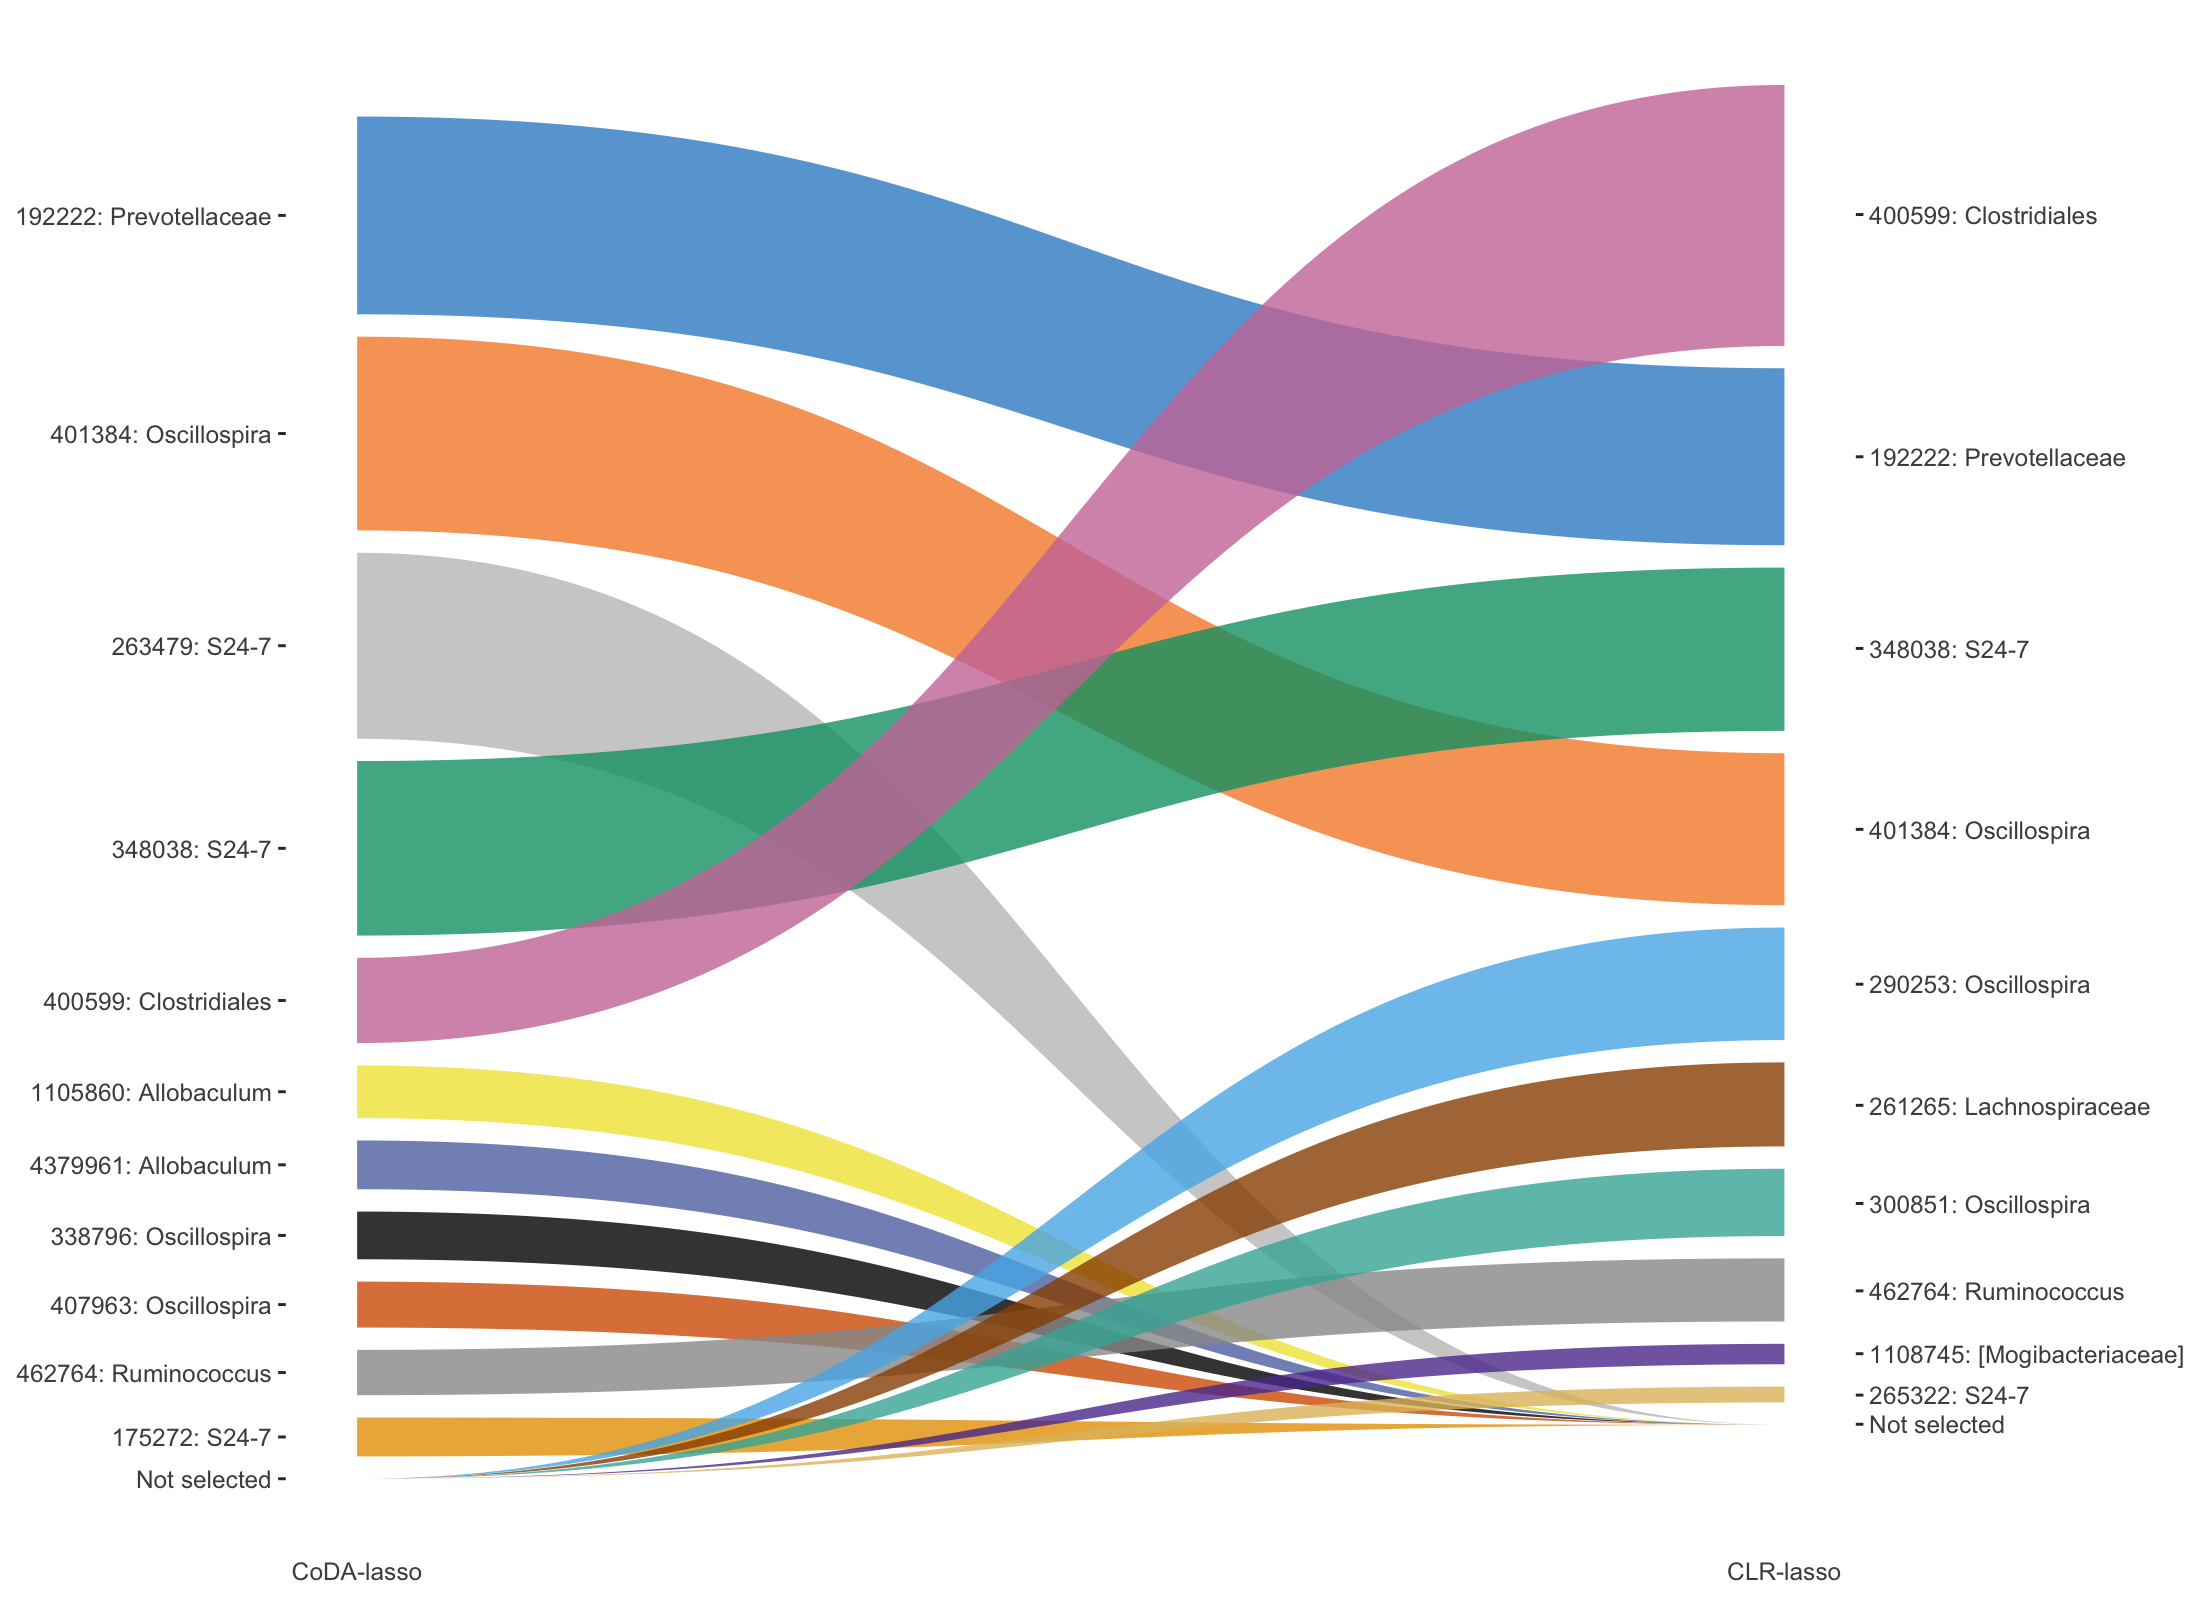 192222: Prevotellaceae
401384: Oscillospira
263479: S24-7
348038: S24-7
400599: Clostridiales
1105860: Allobaculum
4379961: Allobaculum
338796: Oscillospira
407963: Oscillospira
462764: Ruminococcus
175272: S24-7
Not selected
400599: Clostridiales
192222: Prevotellaceae
348038: S24-7
401384: Oscillospira
290253: Oscillospira
261265: Lachnospiraceae
300851: Oscillospira
462764: Ruminococcus
1108745: [Mogibacteriaceae]
265322: S24-7
Not selected
CoDA-lasso
CLR-lasso